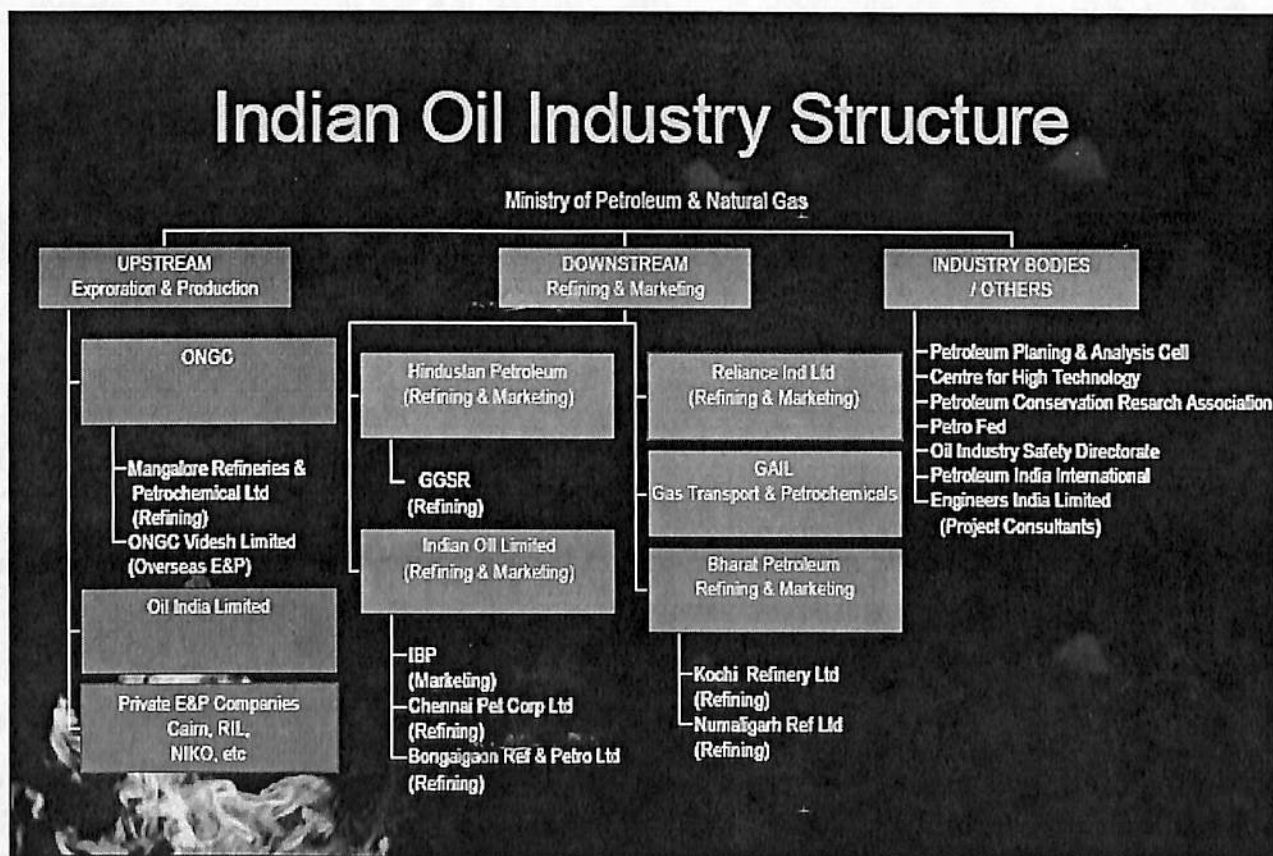 Indian Oil Industry Structure
Ministry of Petroleum & Natural Gas
UPSTREAM
Exproration & Production
ONGC
Mangalore Refineries &
Petrochemical Ltd
(Refining)
ONGC Videsh Limited
(Overseas E&P)
Oil India Limited
Private E&P Companies
Cairn, RIL,
NIKO, etc
DOWNSTREAM
Refining & Marketing
Hindustan Petroleum
(Refining & Marketing)
GGSR
(Refining)
Indian Oil Limited
(Refining & Marketing)
IBP
(Marketing)
Chennai Pet Corp Ltd
(Refining)
Bongaigaon Ref & Petro Ltd
(Refining)
Reliance Ind Ltd
(Refining & Marketing)
GAIL
Gas Transport & Petrochemicals
Bharat Petroleum
Refining & Marketing
Kochi Refinery Ltd
(Refining)
Numaligarh Ref Ltd
(Refining)
INDUSTRY BODIES
/ OTHERS
Petroleum Planing & Analysis Cell
Centre for High Technology
Petroleum Conservation Resarch Association
Petro Fed
Oil Industry Safety Directorate
Petroleum India International
Engineers India Limited
(Project Consultants)